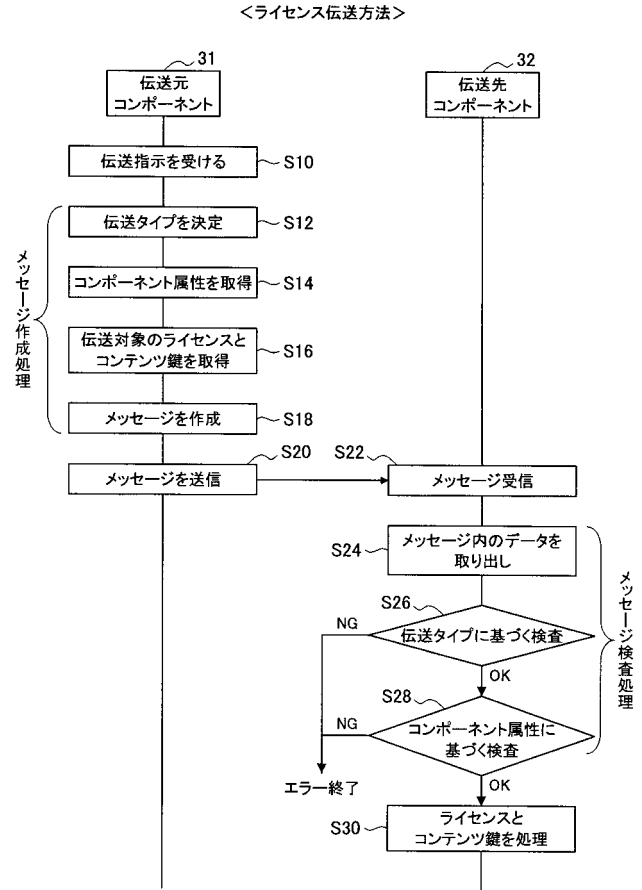 ＜ライセンス伝送方法＞
31
伝送元
コンポーネント
32
伝送先
コンポーネント
伝送指示を受ける
S10
メッセージ作成処理
伝送タイプを決定
S12
コンポーネント属性を取得
S14
伝送対象のライセンスと
コンテンツ鍵を取得
S16
メッセージを作成
S18
S20
メッセージを送信
S22
メッセージ受信
メッセージ検査処理
S24
メッセージ内のデータを
取り出し
S26
NG
伝送タイプに基づく検査
OK
S28
NG
コンポーネント属性に
基づく検査
エラー終了
OK
S30
ライセンスと
コンテンツ鍵を処理